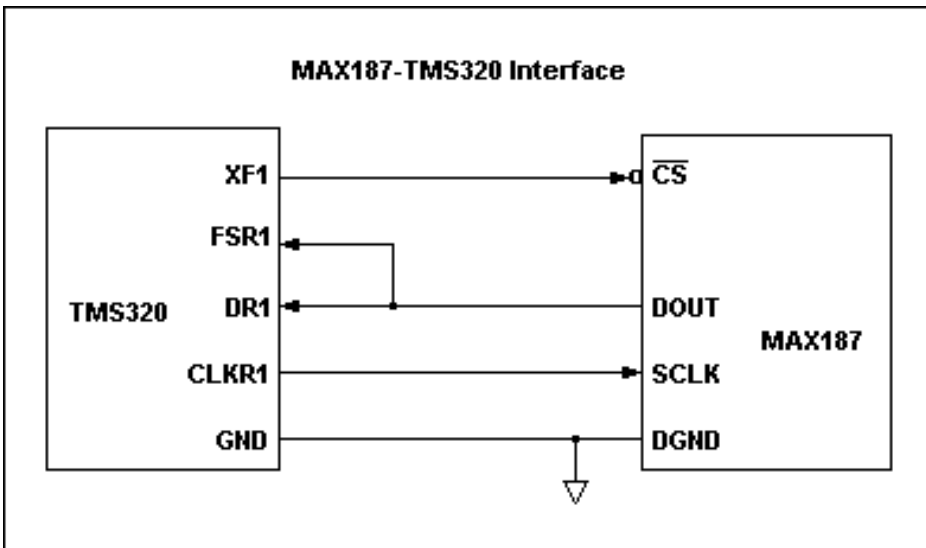 MAX187-TMS320 Interface
XF1
CS
FSR1
TMS320
DR1
DOUT
MAX187
CLKR1
SCLK
GND
DGND